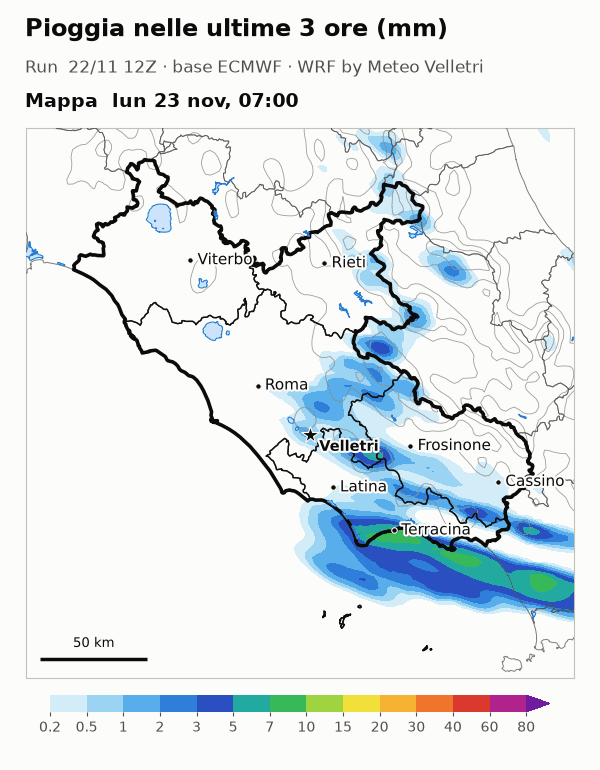 Pioggia nelle ultime 3 ore (mm)
Run  22/11 12Z · base ECMWF · WRF by Meteo Velletri
Mappa  lun 23 nov, 07:00
Viterbo
Rieti
Roma
Velletri
Frosinone
Latina
Cassino
Terracina
50 km
0.2 0.5 1 2 3 5 7 10 15 20 30 40 60 80